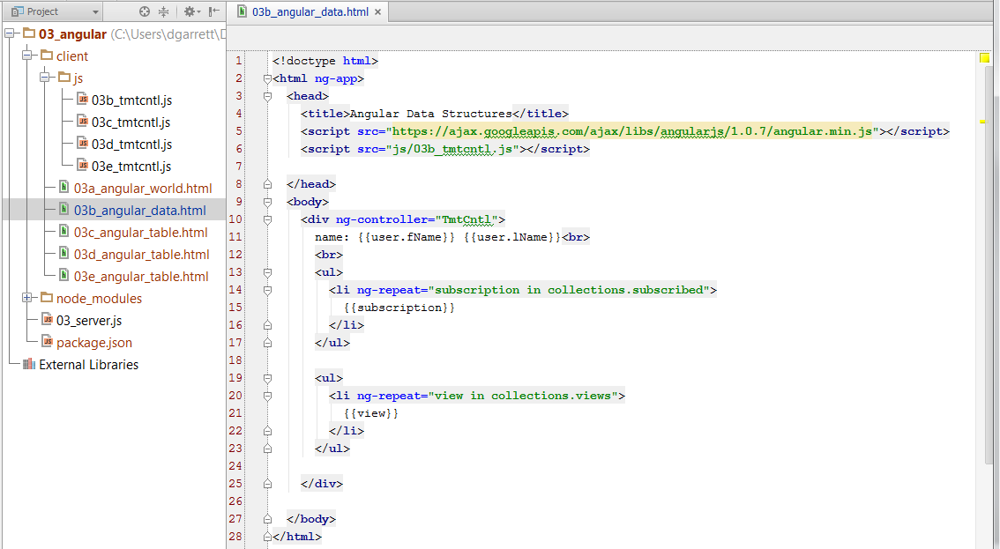 Project
03_angular (C:\Users\dgarrett\
client
js
03b_tmtcntl.js
03c_tmtcntl.js
03d_tmtcntl.js
03e_tmtcntl.js
03a_angular_world.html
03b_angular_data.html
03c_angular_table.html
03d_angular_table.html
03e_angular_table.html
node_modules
03_server.js
package.json
External Libraries
03b_angular_data.html
1 <!doctype html>
2 <html ng-app>
3 <head>
4 <title>Angular Data Structures</title>
5 <script src="https://ajax.googleapis.com/ajax/libs/angularjs/1.0.7/angular.min.js"></script>
6 <script src="js/03b_tmtcntl.js"></script>
7
8 </head>
9 <body>
10 <div ng-controller="TmtCntl">
11 name: {{user.fName}} {{user.lName}}<br>
12 <br>
13 <ul>
14 <li ng-repeat="subscription in collections.subscribed">
15 {{subscription}}
16 </li>
17 </ul>
18
19 <ul>
20 <li ng-repeat="view in collections.views">
21 {{view}}
22 </li>
23 </ul>
24
25 </div>
26
27 </body>
28 </html>